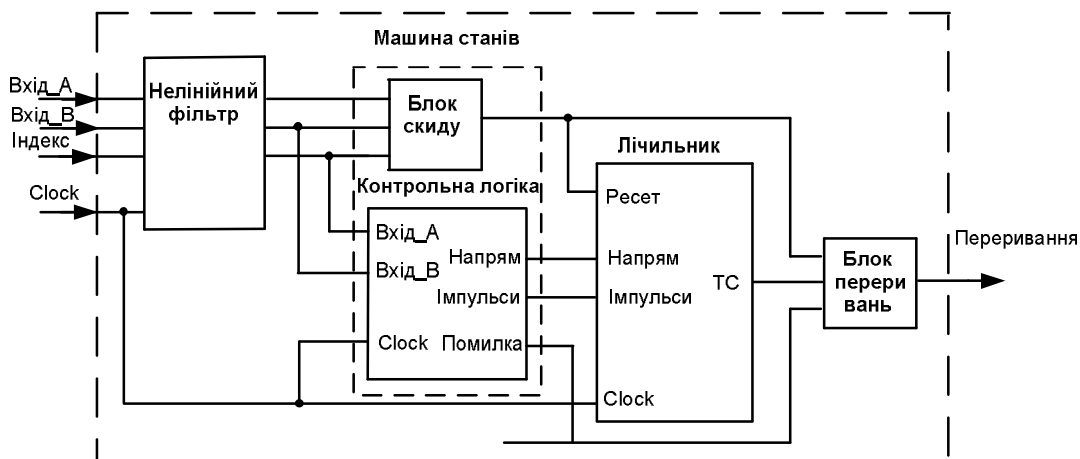 Машина станів
Вхід_А
Вхід_В
Індекс
Clock
Нелінійний
фільтр
Блок
скиду
Контрольна логіка
Вхід_А
Вхід_В
Clock
Напрям
Імпульси
Помилка
Лічильник
Ресет
Напрям
Імпульси
TC
Clock
Блок
перери
вань
Переривання